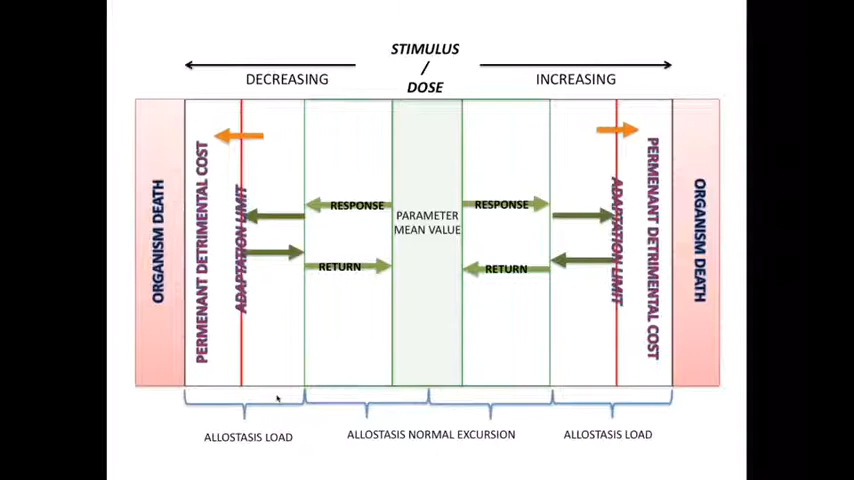 STIMULUS
/
DOSE
DECREASING
INCREASING
ORGANISM DEATH
PERMENANT DETRIMENTAL COST
ADAPTATION LIMIT
RESPONSE
RETURN
PARAMETER
MEAN VALUE
RESPONSE
RETURN
ADAPTATION LIMIT
PERMENANT DETRIMENTAL COST
ORGANISM DEATH
ALLOSTASIS LOAD
ALLOSTASIS NORMAL EXCURSION
ALLOSTASIS LOAD